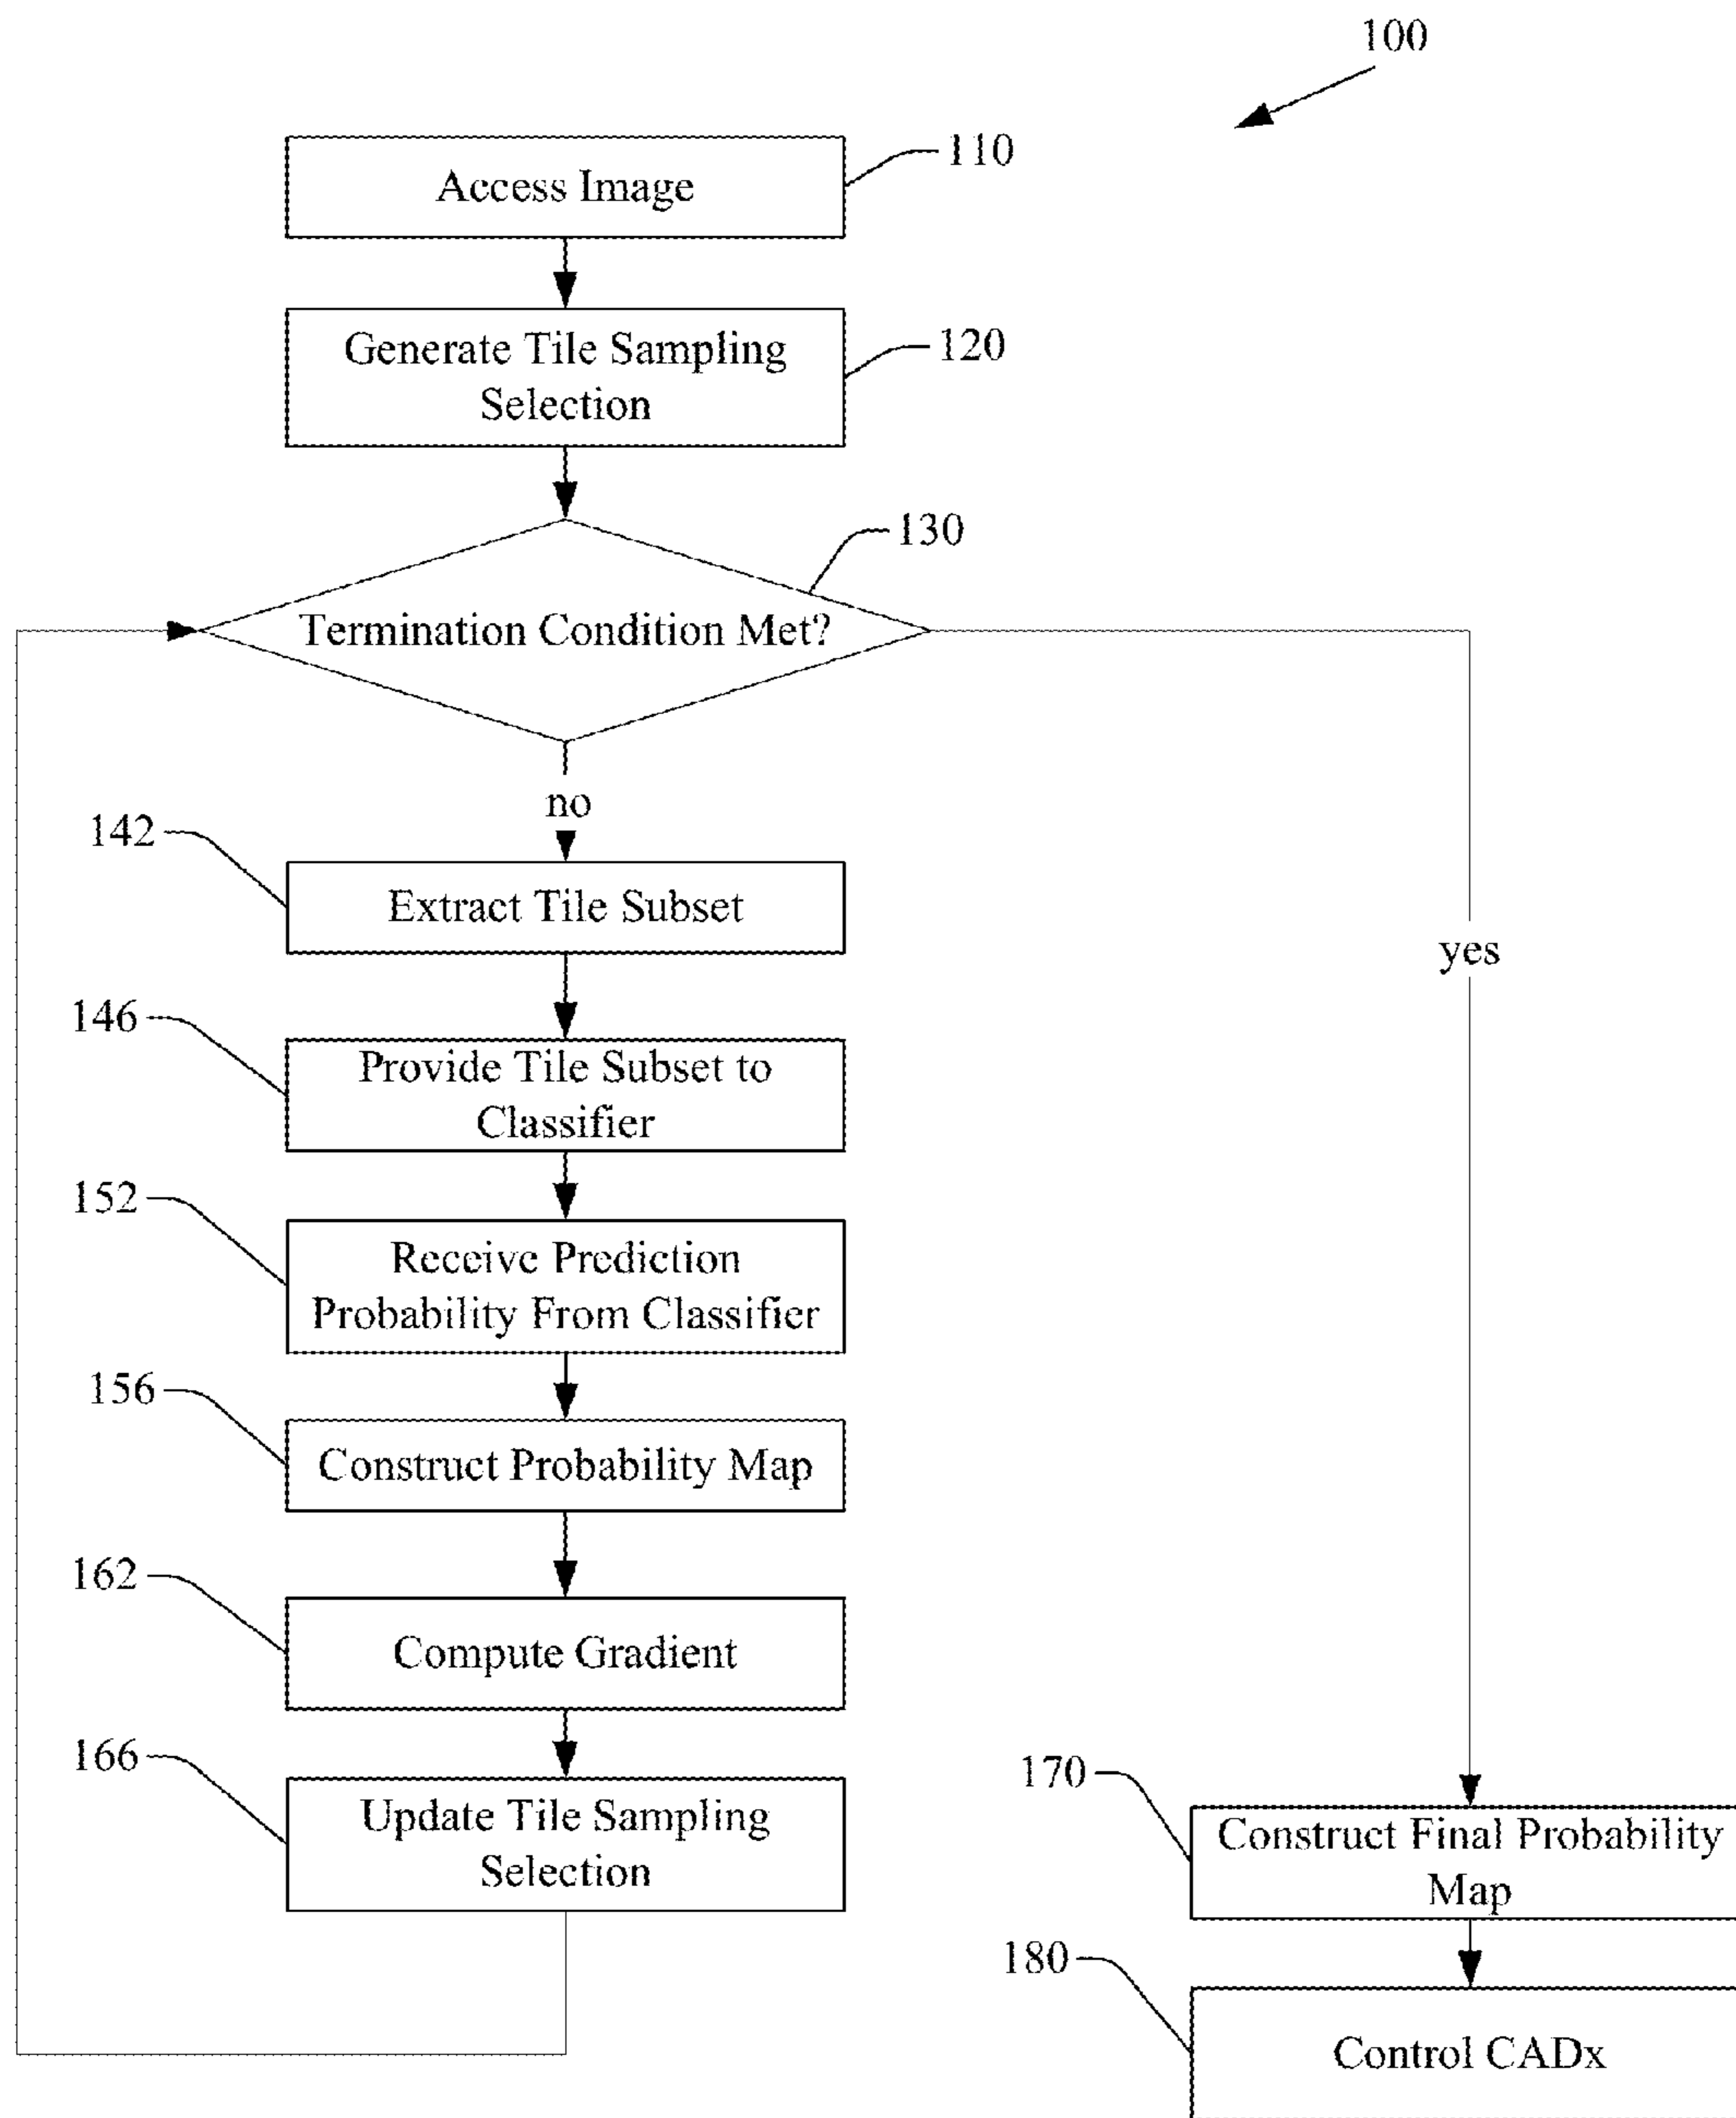 100
Access Image
110
Generate Tile Sampling
Selection
120
130
Termination Condition Met?
no
yes
142
Extract Tile Subset
146
Provide Tile Subset to
Classifier
152
Receive Prediction
Probability From Classifier
156
Construct Probability Map
162
Compute Gradient
166
Update Tile Sampling
Selection
170
Construct Final Probability
Map
180
Control CADx